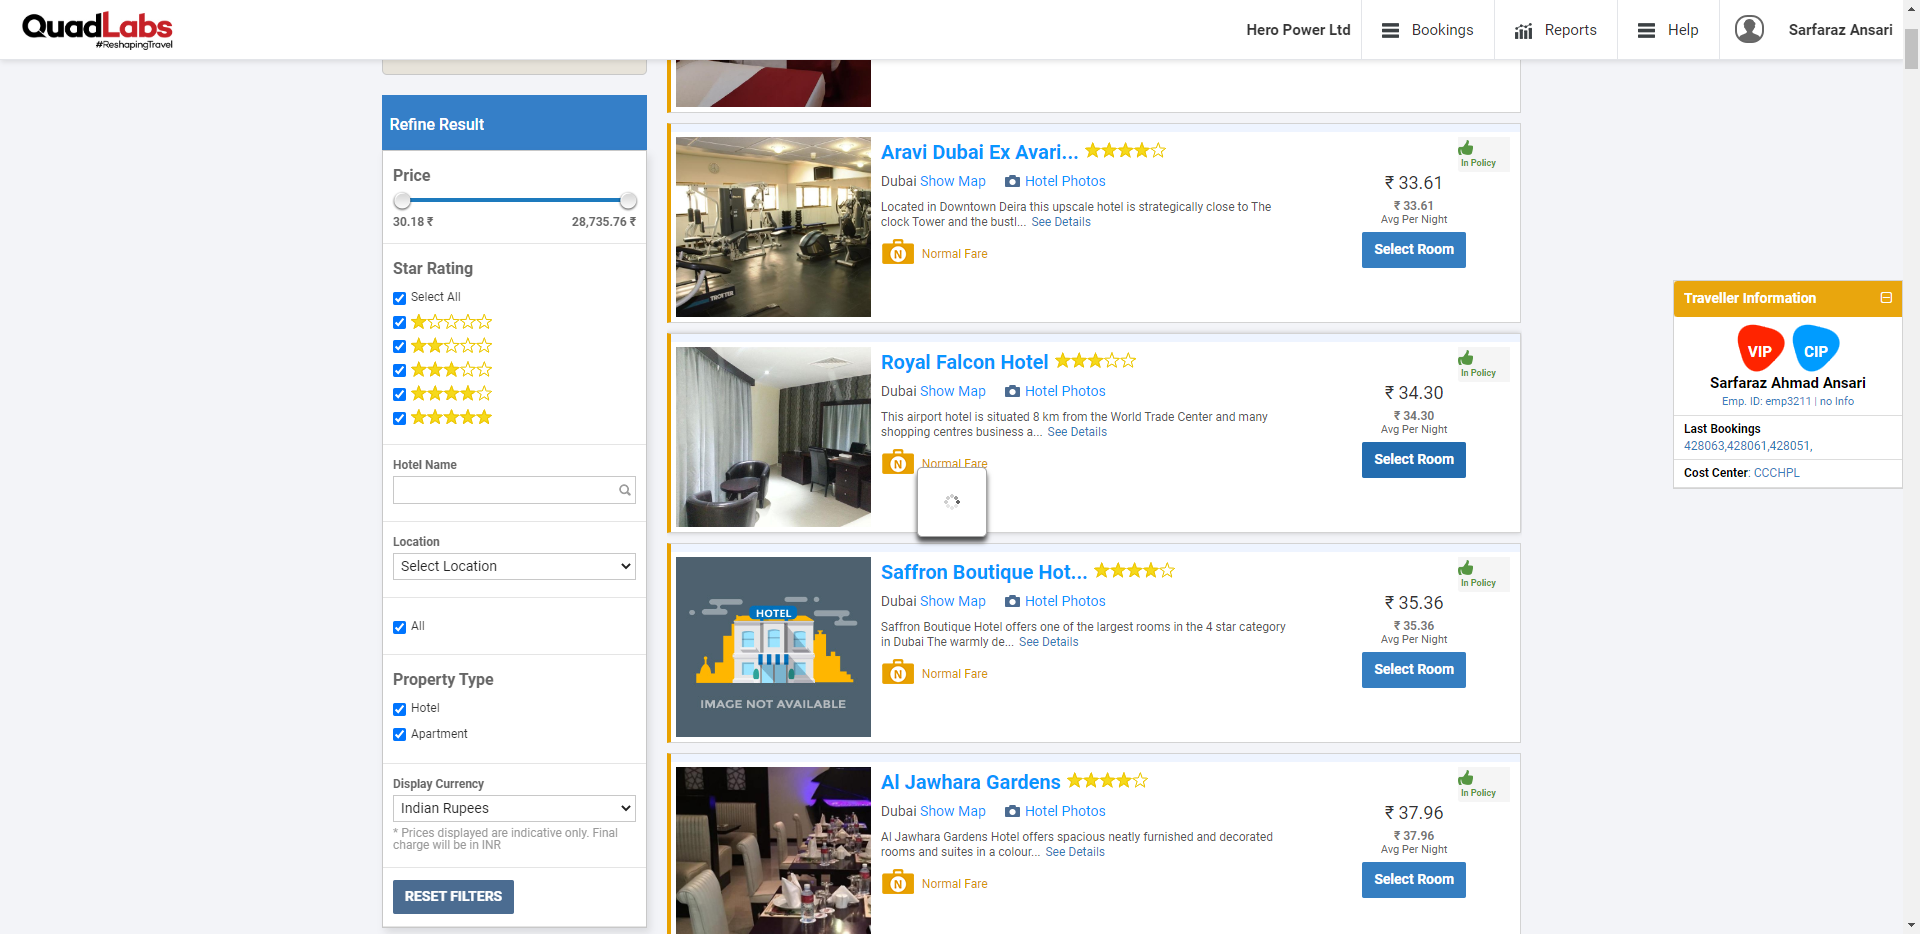 QuadLabs
#ReshapingTravel
Hero Power Ltd
Bookings
Reports
Help
Sarfaraz Ansari
Refine Result
Price
30.18 ₹ 28,735.76 ₹
Star Rating
Select All
Hotel Name
Location
Select Location
All
Property Type
Hotel
Apartment
Display Currency
Indian Rupees
* Prices displayed are indicative only. Final
charge will be in INR
RESET FILTERS
Aravi Dubai Ex Avari...
Dubai Show Map Hotel Photos
Located in Downtown Deira this upscale hotel is strategically close to The
clock Tower and the bustl... See Details
N Normal Fare
In Policy
₹ 33.61
₹ 33.61
Avg Per Night
Select Room
TROTTER
Royal Falcon Hotel
Dubai Show Map Hotel Photos
This airport hotel is situated 8 km from the World Trade Center and many
shopping centres business a... See Details
N Normal Fare
In Policy
₹ 34.30
₹ 34.30
Avg Per Night
Select Room
HOTEL
IMAGE NOT AVAILABLE
Saffron Boutique Hot...
Dubai Show Map Hotel Photos
Saffron Boutique Hotel offers one of the largest rooms in the 4 star category
in Dubai The warmly de... See Details
N Normal Fare
In Policy
₹ 35.36
₹ 35.36
Avg Per Night
Select Room
Al Jawhara Gardens
Dubai Show Map Hotel Photos
Al Jawhara Gardens Hotel offers spacious neatly furnished and decorated
rooms and suites in a colour... See Details
N Normal Fare
In Policy
₹ 37.96
₹ 37.96
Avg Per Night
Select Room
Traveller Information
VIP CIP
Sarfaraz Ahmad Ansari
Emp. ID: emp3211 | no Info
Last Bookings
428063,428061,428051,
Cost Center: CCCHPL